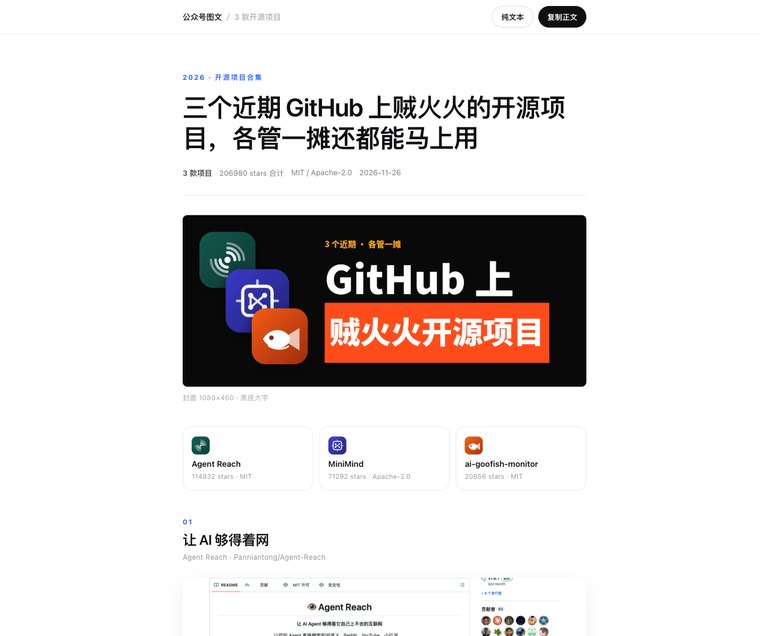 公众号图文 / 3 款开源项目
纯文本
复制正文
2026 · 开源项目合集
三个近期 GitHub 上贼火火的开源项
目，各管一摊还都能马上用
3 款项目 206980 stars 合计 MIT / Apache-2.0 2026-11-26
3 个近期 · 各管一摊
GitHub 上
贼火火开源项目
封面 1080×460 · 黑底大字
Agent Reach
114832 stars · MIT
MiniMind
71292 stars · Apache-2.0
ai-goofish-monitor
20856 stars · MIT
01
让 AI 够得着网
Agent Reach · Panniantong/Agent-Reach
README
贡献
MIT 许可
安全性
last month
Agent Reach
让 AI Agent 够得着它自己上不去的互联网
贡献者